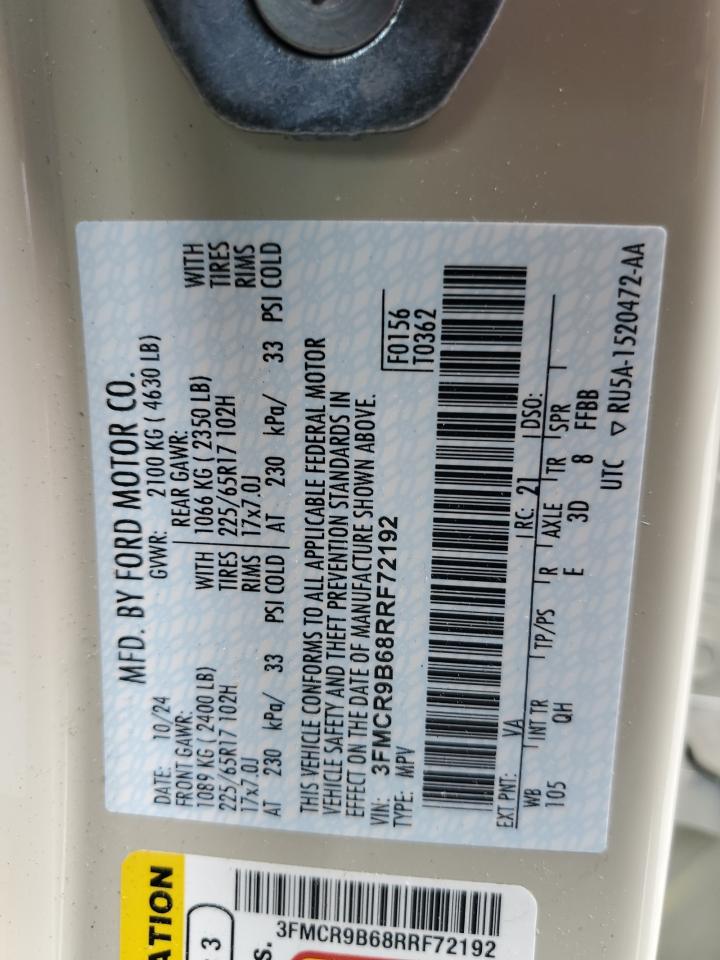 MFD. BY FORD MOTOR CO.
DATE: 10/24 GVWR: 2100 KG ( 4630 LB)
FRONT GAWR: REAR GAWR:
1089 KG ( 2400 LB) WITH 1066 KG ( 2350 LB) WITH
225/65R17 102H TIRES 225/65R17 102H TIRES
17x7.0J RIMS 17x7.0J RIMS
AT 230 kPa/ 33 PSI COLD AT 230 kPa/ 33 PSI COLD
THIS VEHICLE CONFORMS TO ALL APPLICABLE FEDERAL MOTOR
VEHICLE SAFETY AND THEFT PREVENTION STANDARDS IN
EFFECT ON THE DATE OF MANUFACTURE SHOWN ABOVE.
VIN: 3FMCR9B68RRF72192 F0156
TYPE: MPV T0362
EXT PNT: VA RC: 21 DSO:
WB INT TR TP/PS R AXLE TR SPR
105 QH E 3D 8 FFBB
UTC ▽ RU5A-1520472-AA
ATION
3
s.
3FMCR9B68RRF72192